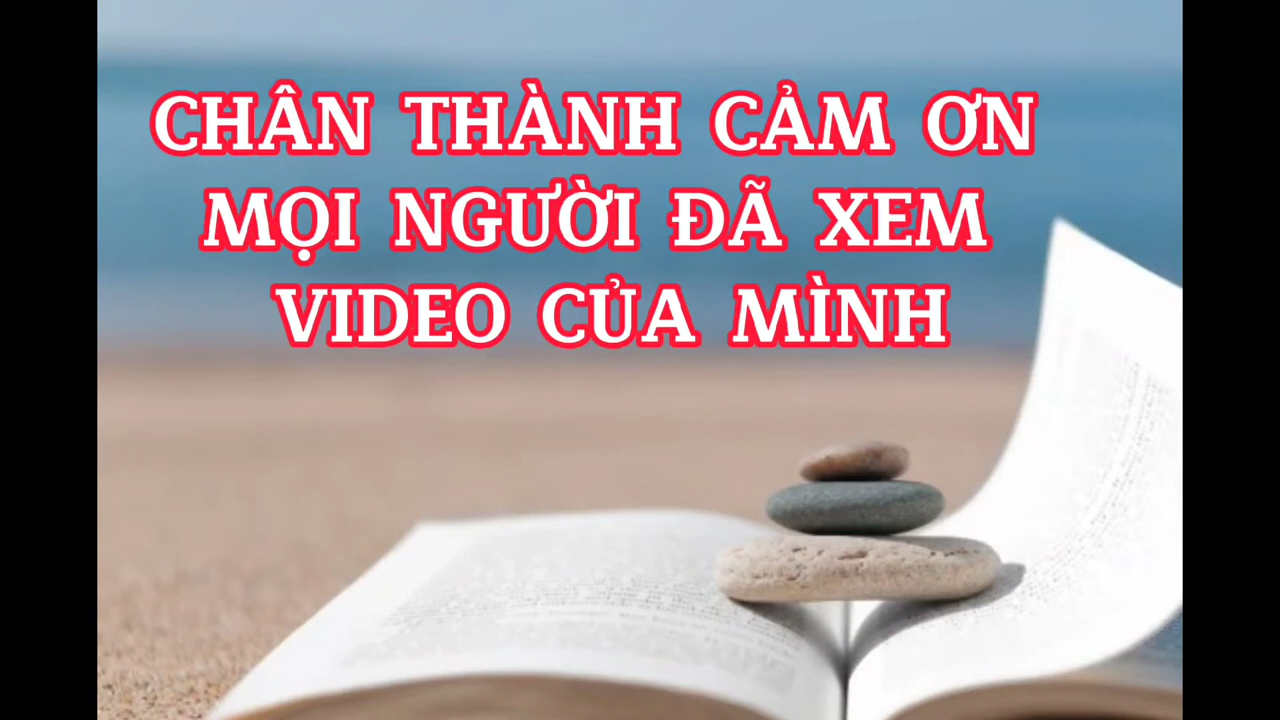 CHÂN THÀNH CẢM ƠN
MỌI NGƯỜI ĐÃ XEM
VIDEO CỦA MÌNH